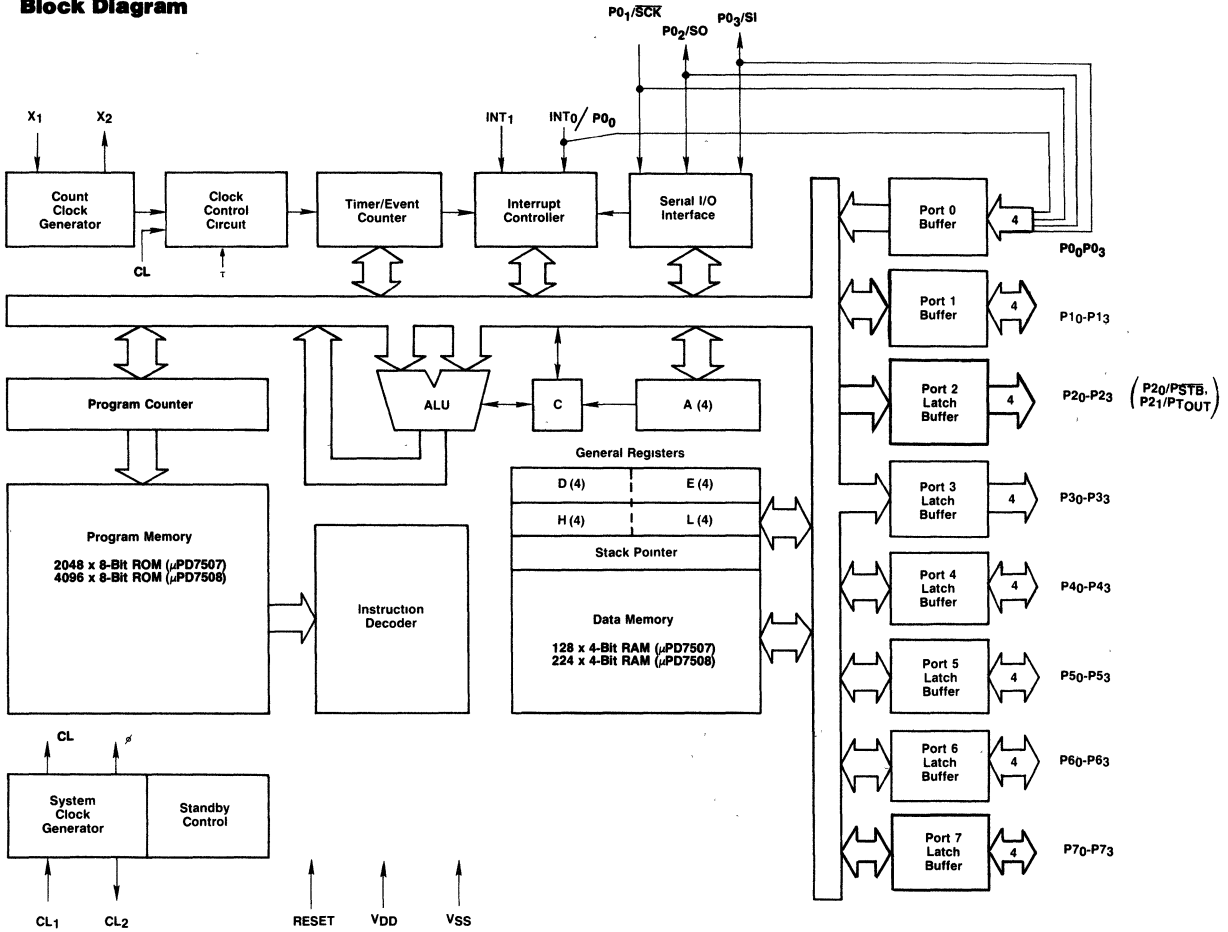 Block Diagram
P01/SCK
P02/SO
P03/SI
X1
X2
INT1
INT0/P00
Count
Clock
Generator
Clock
Control
Circuit
Timer/Event
Counter
Interrupt
Controller
Serial I/O
Interface
CL
Port 0
Buffer
4
P00P03
Port 1
Buffer
4
P10-P13
Program Counter
ALU
C
A (4)
Port 2
Latch
Buffer
4
P20-P23
(P20/PSTB,
P21/PTOUT)
General Registers
D (4)
E (4)
H (4)
L (4)
Stack Pointer
Port 3
Latch
Buffer
4
P30-P33
Program Memory
2048 x 8-Bit ROM (μPD7507)
4096 x 8-Bit ROM (μPD7508)
Instruction
Decoder
Data Memory
128 x 4-Bit RAM (μPD7507)
224 x 4-Bit RAM (μPD7508)
Port 4
Latch
Buffer
4
P40-P43
Port 5
Latch
Buffer
4
P50-P53
CL
ø
System
Clock
Generator
Standby
Control
Port 6
Latch
Buffer
4
P60-P63
Port 7
Latch
Buffer
4
P70-P73
CL1
CL2
RESET
VDD
VSS